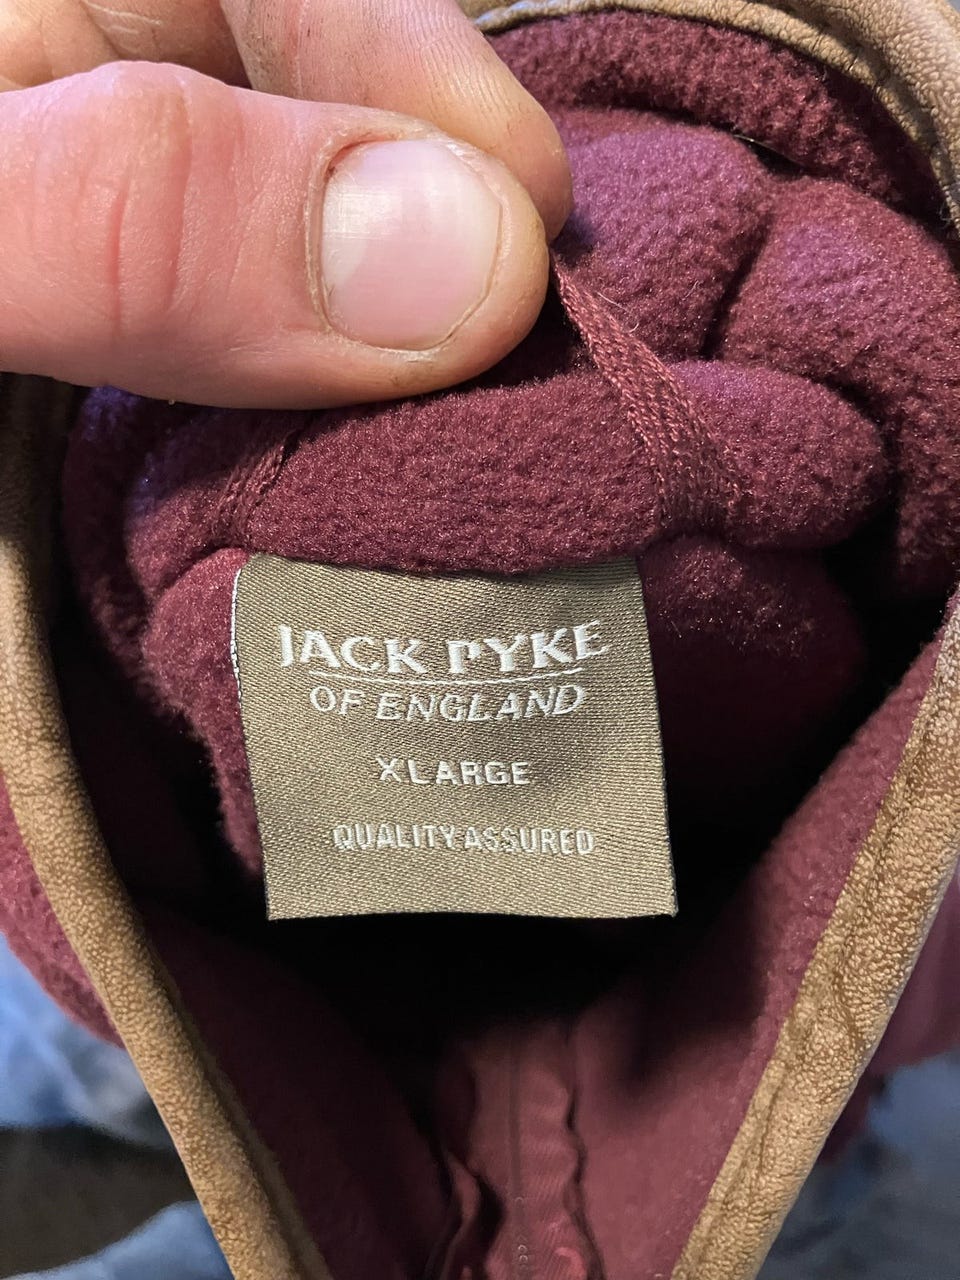 JACK PYKE
OF ENGLAND
XLARGE
QUALITY ASSURED